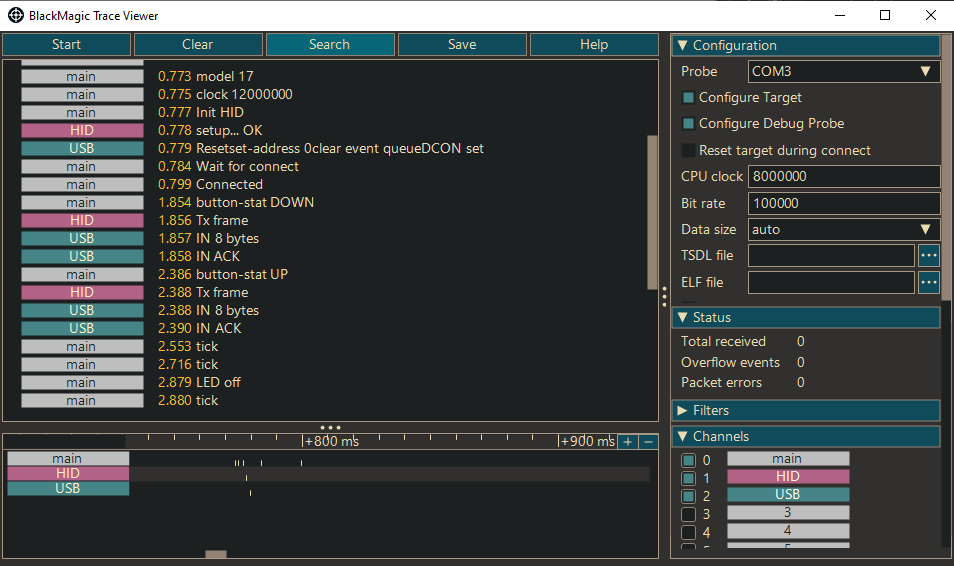 BlackMagic Trace Viewer
Start Clear Search Save Help
main 0.773 model 17
main 0.775 clock 12000000
main 0.777 Init HID
HID 0.778 setup... OK
USB 0.779 Resetset-address 0clear event queueDCON set
main 0.784 Wait for connect
main 0.799 Connected
main 1.854 button-stat DOWN
HID 1.856 Tx frame
USB 1.857 IN 8 bytes
USB 1.858 IN ACK
main 2.386 button-stat UP
HID 2.388 Tx frame
USB 2.388 IN 8 bytes
USB 2.390 IN ACK
main 2.553 tick
main 2.716 tick
main 2.879 LED off
main 2.880 tick
+800 ms +900 ms + −
main
HID
USB
Configuration
Probe COM3
Configure Target
Configure Debug Probe
Reset target during connect
CPU clock 8000000
Bit rate 100000
Data size auto
TSDL file ...
ELF file ...
Status
Total received 0
Overflow events 0
Packet errors 0
Filters
Channels
0 main
1 HID
2 USB
3 3
4 4